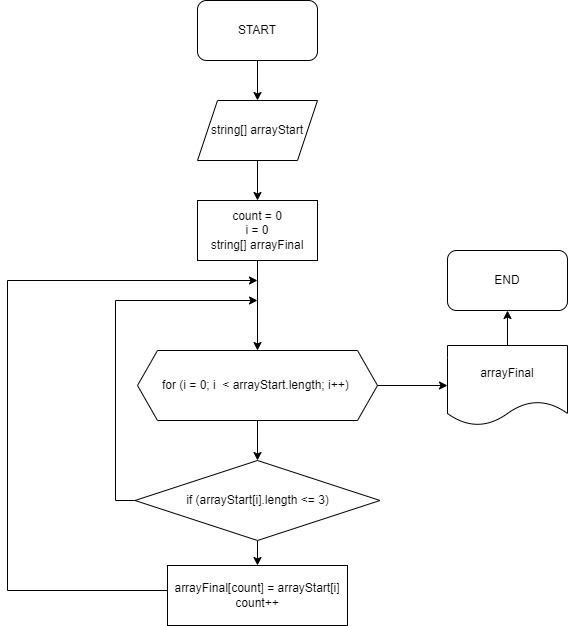 START
string[] arrayStart
count = 0
i = 0
string[] arrayFinal
END
for (i = 0; i  < arrayStart.length; i++)
arrayFinal
if (arrayStart[i].length <= 3)
arrayFinal[count] = arrayStart[i]
count++